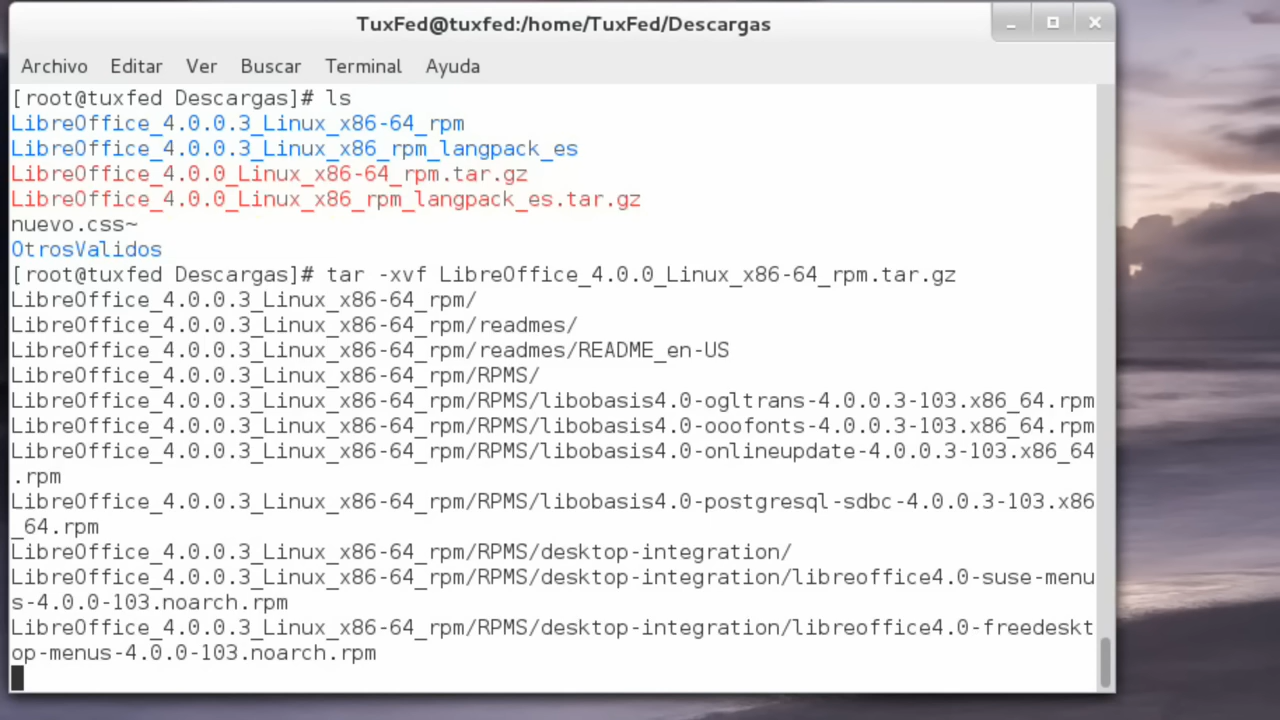 TuxFed@tuxfed:/home/TuxFed/Descargas
Archivo Editar Ver Buscar Terminal Ayuda
[root@tuxfed Descargas]# ls
LibreOffice_4.0.0.3_Linux_x86-64_rpm
LibreOffice_4.0.0.3_Linux_x86_rpm_langpack_es
LibreOffice_4.0.0_Linux_x86-64_rpm.tar.gz
LibreOffice_4.0.0_Linux_x86_rpm_langpack_es.tar.gz
nuevo.css~
OtrosValidos
[root@tuxfed Descargas]# tar -xvf LibreOffice_4.0.0_Linux_x86-64_rpm.tar.gz
LibreOffice_4.0.0.3_Linux_x86-64_rpm/
LibreOffice_4.0.0.3_Linux_x86-64_rpm/readmes/
LibreOffice_4.0.0.3_Linux_x86-64_rpm/readmes/README_en-US
LibreOffice_4.0.0.3_Linux_x86-64_rpm/RPMS/
LibreOffice_4.0.0.3_Linux_x86-64_rpm/RPMS/libobasis4.0-ogltrans-4.0.0.3-103.x86_64.rpm
LibreOffice_4.0.0.3_Linux_x86-64_rpm/RPMS/libobasis4.0-ooofonts-4.0.0.3-103.x86_64.rpm
LibreOffice_4.0.0.3_Linux_x86-64_rpm/RPMS/libobasis4.0-onlineupdate-4.0.0.3-103.x86_64
.rpm
LibreOffice_4.0.0.3_Linux_x86-64_rpm/RPMS/libobasis4.0-postgresql-sdbc-4.0.0.3-103.x86
_64.rpm
LibreOffice_4.0.0.3_Linux_x86-64_rpm/RPMS/desktop-integration/
LibreOffice_4.0.0.3_Linux_x86-64_rpm/RPMS/desktop-integration/libreoffice4.0-suse-menu
s-4.0.0-103.noarch.rpm
LibreOffice_4.0.0.3_Linux_x86-64_rpm/RPMS/desktop-integration/libreoffice4.0-freedeskt
op-menus-4.0.0-103.noarch.rpm